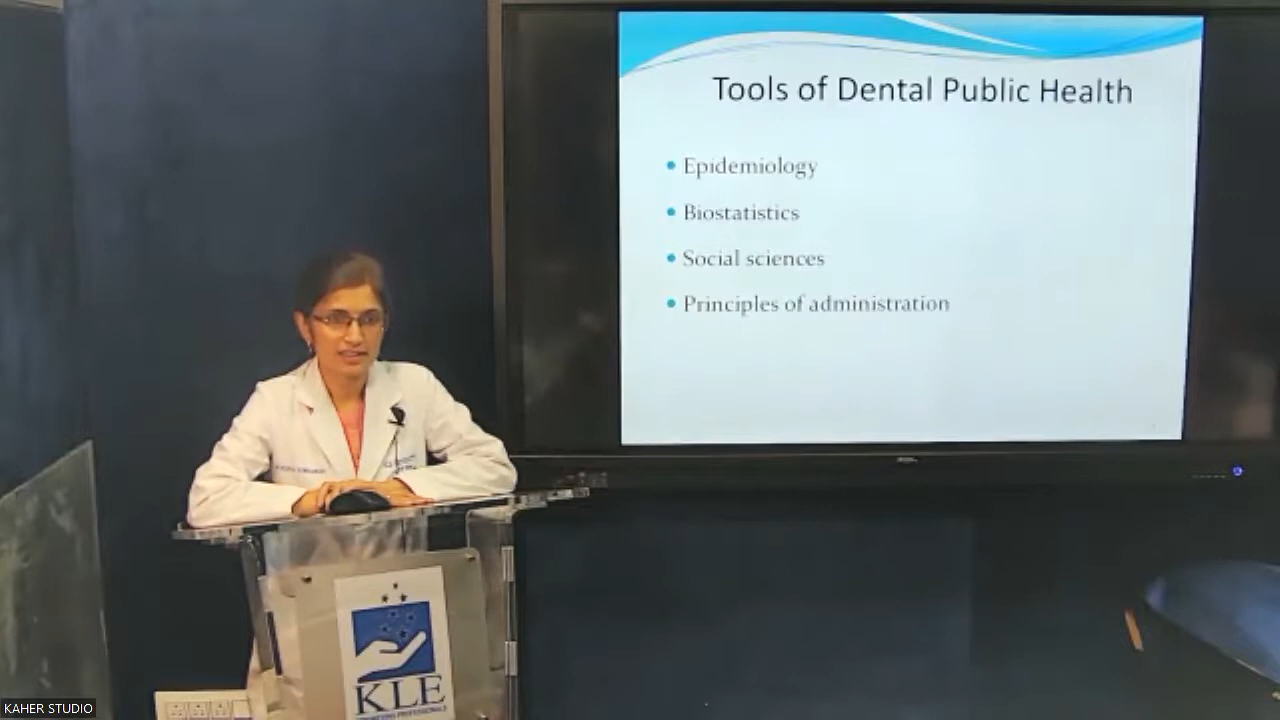 Tools of Dental Public Health
Epidemiology
Biostatistics
Social sciences
Principles of administration
KLE
KAHER STUDIO